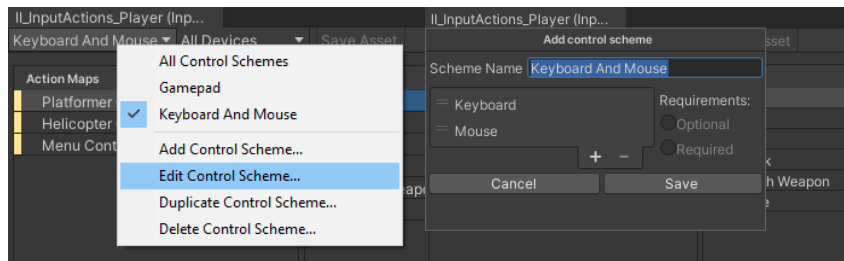 II_InputActions_Player (Inp...
Keyboard And Mouse All Devices Save Asset
All Control Schemes
Gamepad
Keyboard And Mouse
Add Control Scheme...
Edit Control Scheme...
Duplicate Control Scheme...
Delete Control Scheme...
Action Maps
Platformer
Helicopter
Menu Cont
II_InputActions_Player (Inp...
Add control scheme
Scheme Name Keyboard And Mouse
Keyboard
Mouse
+ −
Requirements:
Optional
Required
Cancel Save
sset
h Weapon